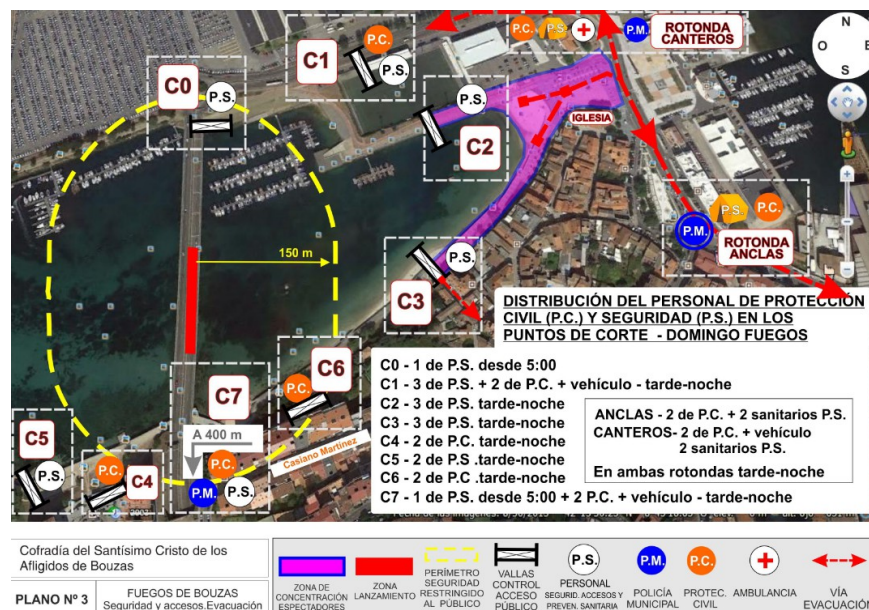 C0
P.S.
C1
P.C.
P.S.
P.C.
P.S.
P.M.
ROTONDA
CANTEROS
N
O
E
S
P.S.
C2
IGLESIA
150 m
P.S.
C3
P.M.
P.S.
P.C.
ROTONDA
ANCLAS
DISTRIBUCIÓN DEL PERSONAL DE PROTECCIÓN
CIVIL (P.C.) Y SEGURIDAD (P.S.) EN LOS
PUNTOS DE CORTE - DOMINGO FUEGOS
C0 - 1 de P.S. desde 5:00
C1 - 3 de P.S. + 2 de P.C. + vehículo - tarde-noche
C2 - 3 de P.S. tarde-noche
C3 - 3 de P.S. tarde-noche
C4 - 2 de P.C. tarde-noche
C5 - 2 de P.S .tarde-noche
C6 - 2 de P.C .tarde-noche
C7 - 1 de P.S. desde 5:00 + 2 P.C. + vehículo - tarde-noche
ANCLAS - 2 de P.C. + 2 sanitarios P.S.
CANTEROS- 2 de P.C. + vehículo
2 sanitarios P.S.
En ambas rotondas tarde-noche
C7
C6
P.C.
A 400 m
Casiano Martínez
C5
P.S.
P.C.
C4
P.C.
P.M.
P.S.
Cofradía del Santísimo Cristo de los
Afligidos de Bouzas
PLANO Nº 3
FUEGOS DE BOUZAS
Seguridad y accesos.Evacuación
ZONA DE
CONCENTRACIÓN
ESPECTADORES
ZONA
LANZAMIENTO
PERÍMETRO
SEGURIDAD
RESTRINGIDO
AL PÚBLICO
VALLAS
CONTROL
ACCESO
PÚBLICO
P.S.
PERSONAL
SEGURID. ACCESOS Y
PREVEN. SANITARIA
P.M.
POLICÍA
MUNICIPAL
P.C.
PROTEC.
CIVIL
AMBULANCIA
VÍA
EVACUACIÓN